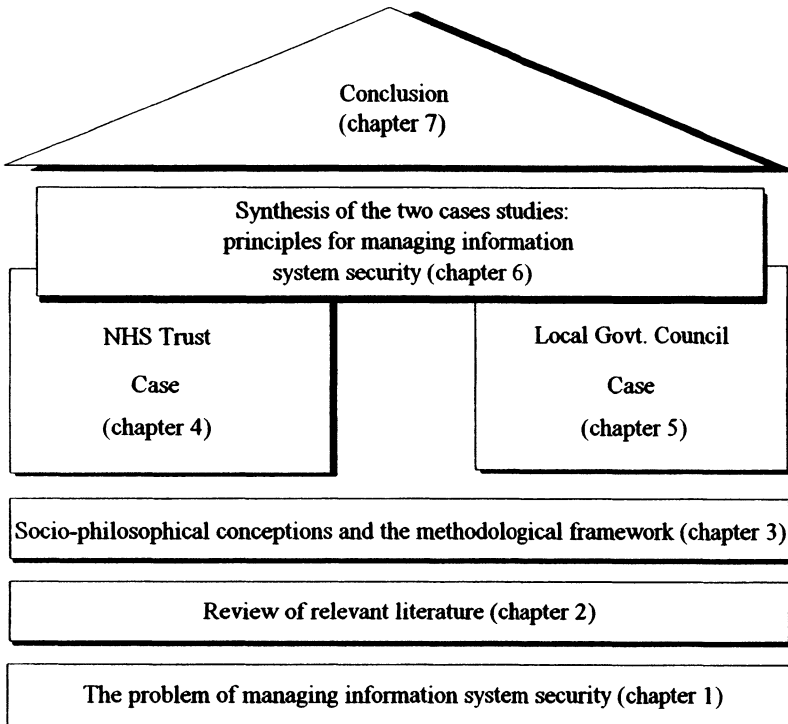 Conclusion
(chapter 7)
Synthesis of the two cases studies:
principles for managing information
system security (chapter 6)
NHS Trust
Case
(chapter 4)
Local Govt. Council
Case
(chapter 5)
Socio-philosophical conceptions and the methodological framework (chapter 3)
Review of relevant literature (chapter 2)
The problem of managing information system security (chapter 1)